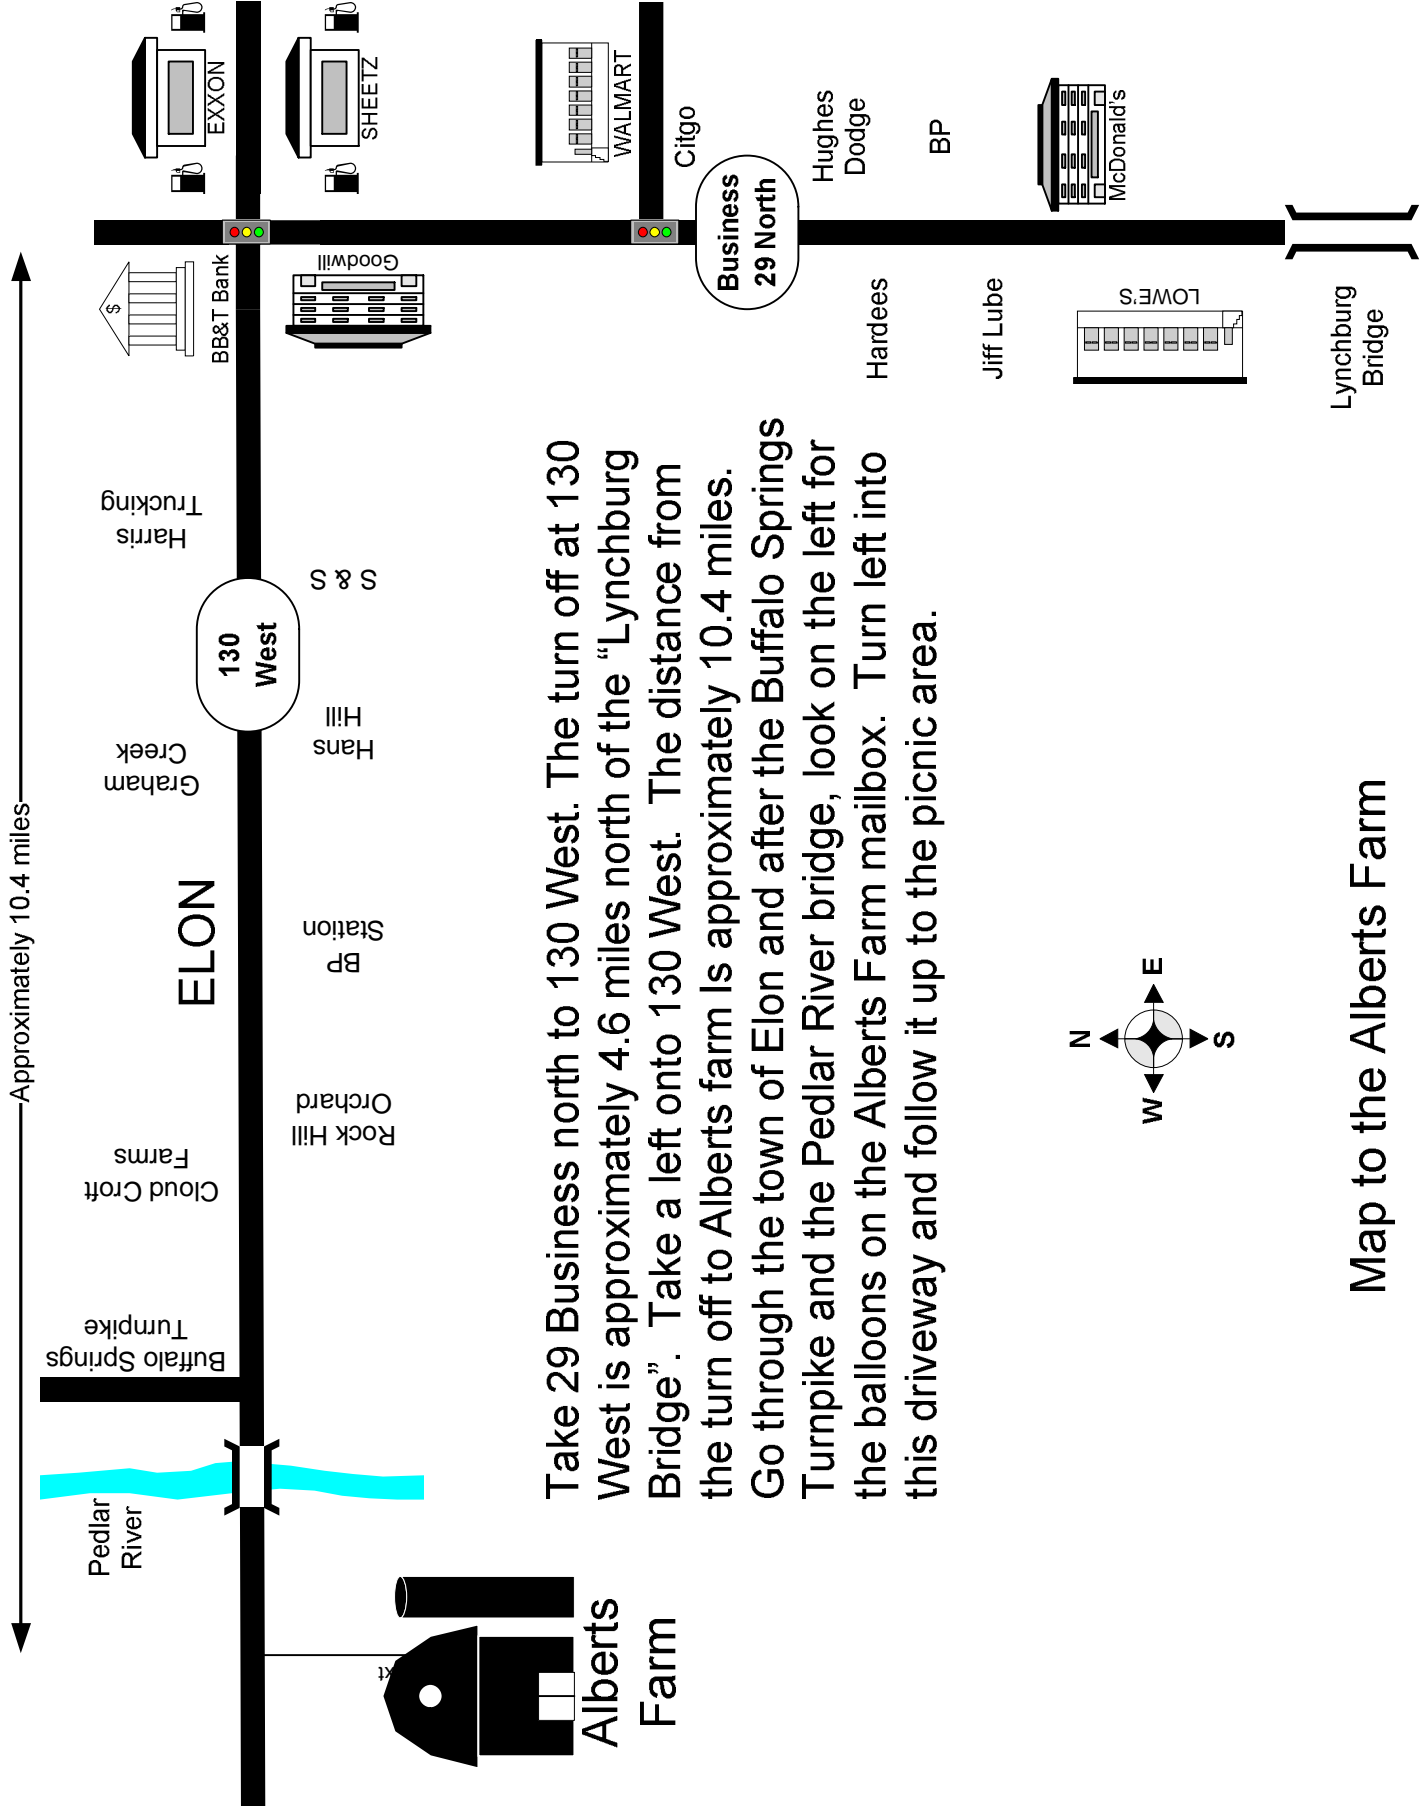 Approximately 10.4 miles
EXXON
SHEETZ
WALMART
Citgo
Hughes
Dodge
BP
McDonald's
$
BB&T Bank
Goodwill
Business
29 North
Hardees
Jiff Lube
LOWE'S
Lynchburg
Bridge
Harris
Trucking
S & S
130
West
Hans
Hill
Graham
Creek
ELON
BP
Station
Rock Hill
Orchard
Cloud Croft
Farms
Buffalo Springs
Turnpike
Pedlar
River
xt
Alberts
Farm
Take 29 Business north to 130 West. The turn off at 130
West is approximately 4.6 miles north of the “Lynchburg
Bridge”. Take a left onto 130 West. The distance from
the turn off to Alberts farm Is approximately 10.4 miles.
Go through the town of Elon and after the Buffalo Springs
Turnpike and the Pedlar River bridge, look on the left for
the balloons on the Alberts Farm mailbox. Turn left into
this driveway and follow it up to the picnic area.
N
W
E
S
Map to the Alberts Farm